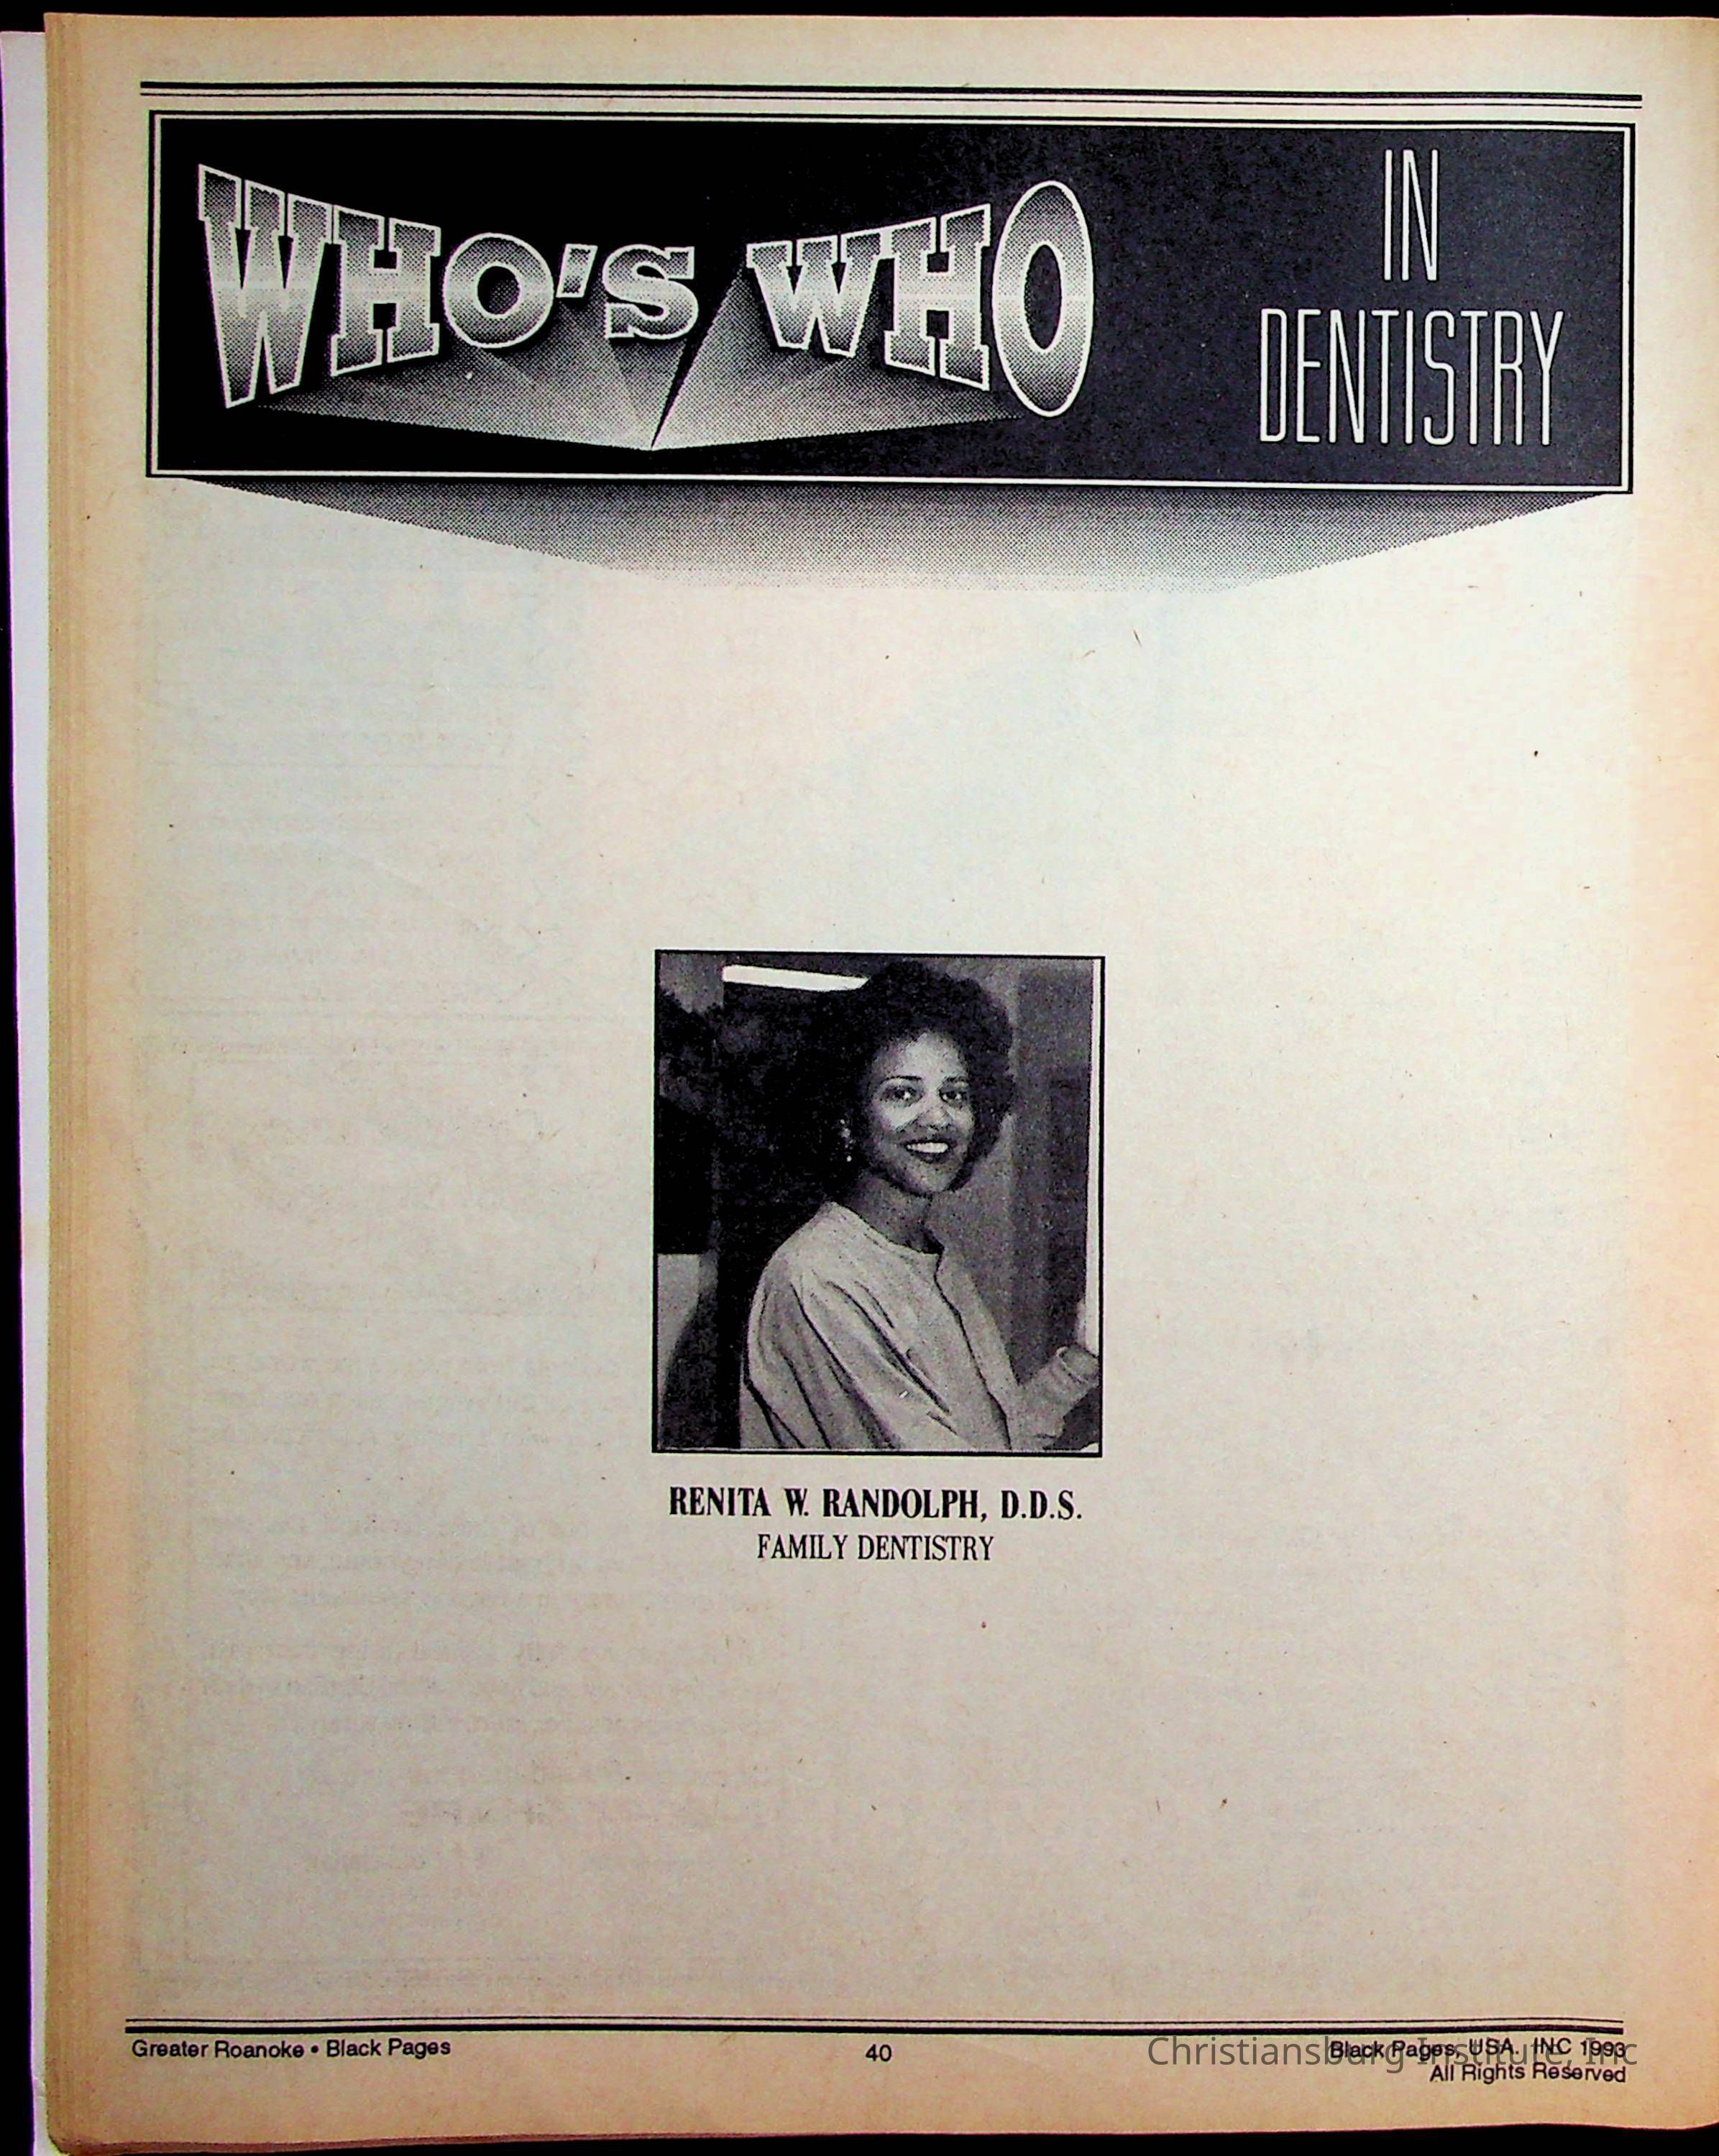 WHO'S WHO
IN
DENTISTRY
RENITA W. RANDOLPH, D.D.S.
FAMILY DENTISTRY
Greater Roanoke • Black Pages
40
Black Pages, USA. INC 1993
All Rights Reserved
Christiansburg Institute, Inc